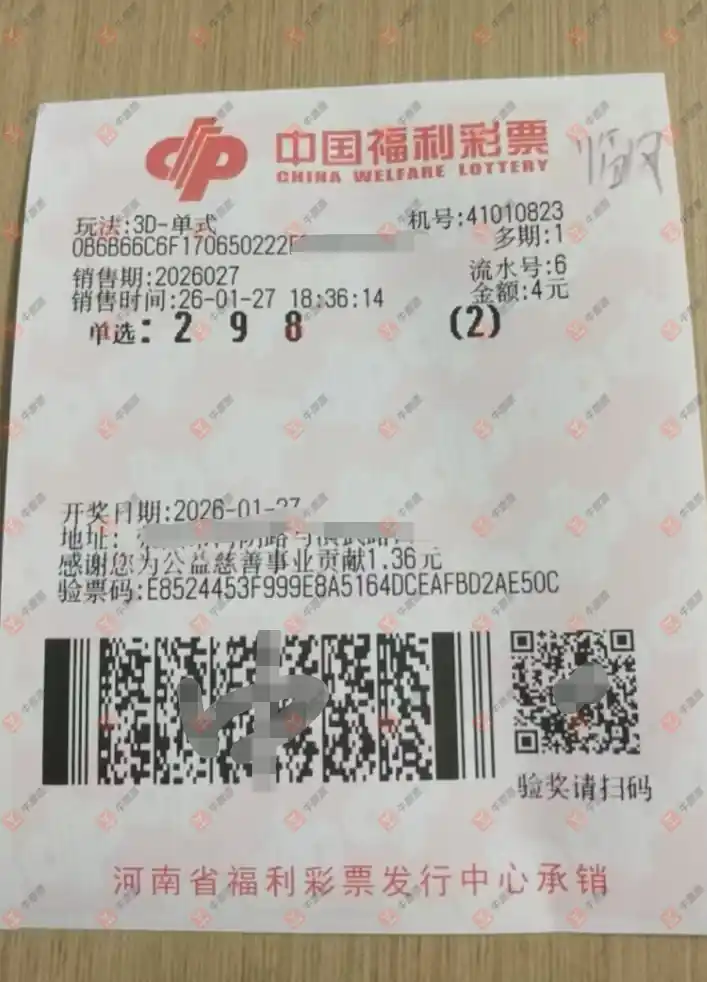 中国福利彩票
CHINA WELFARE LOTTERY
玩法:3D-单式
机号:41010823
0B6B66C6F170650222
多期:1
销售期:2026027
流水号:6
销售时间:26-01-27 18:36:14
金额:4元
单选: 2 9 8 (2)
开奖日期:2026-01-27
地址:
感谢您为公益慈善事业贡献1.36元
验票码:E8524453F999E8A5164DCEAFBD2AE50C
验奖请扫码
河南省福利彩票发行中心承销